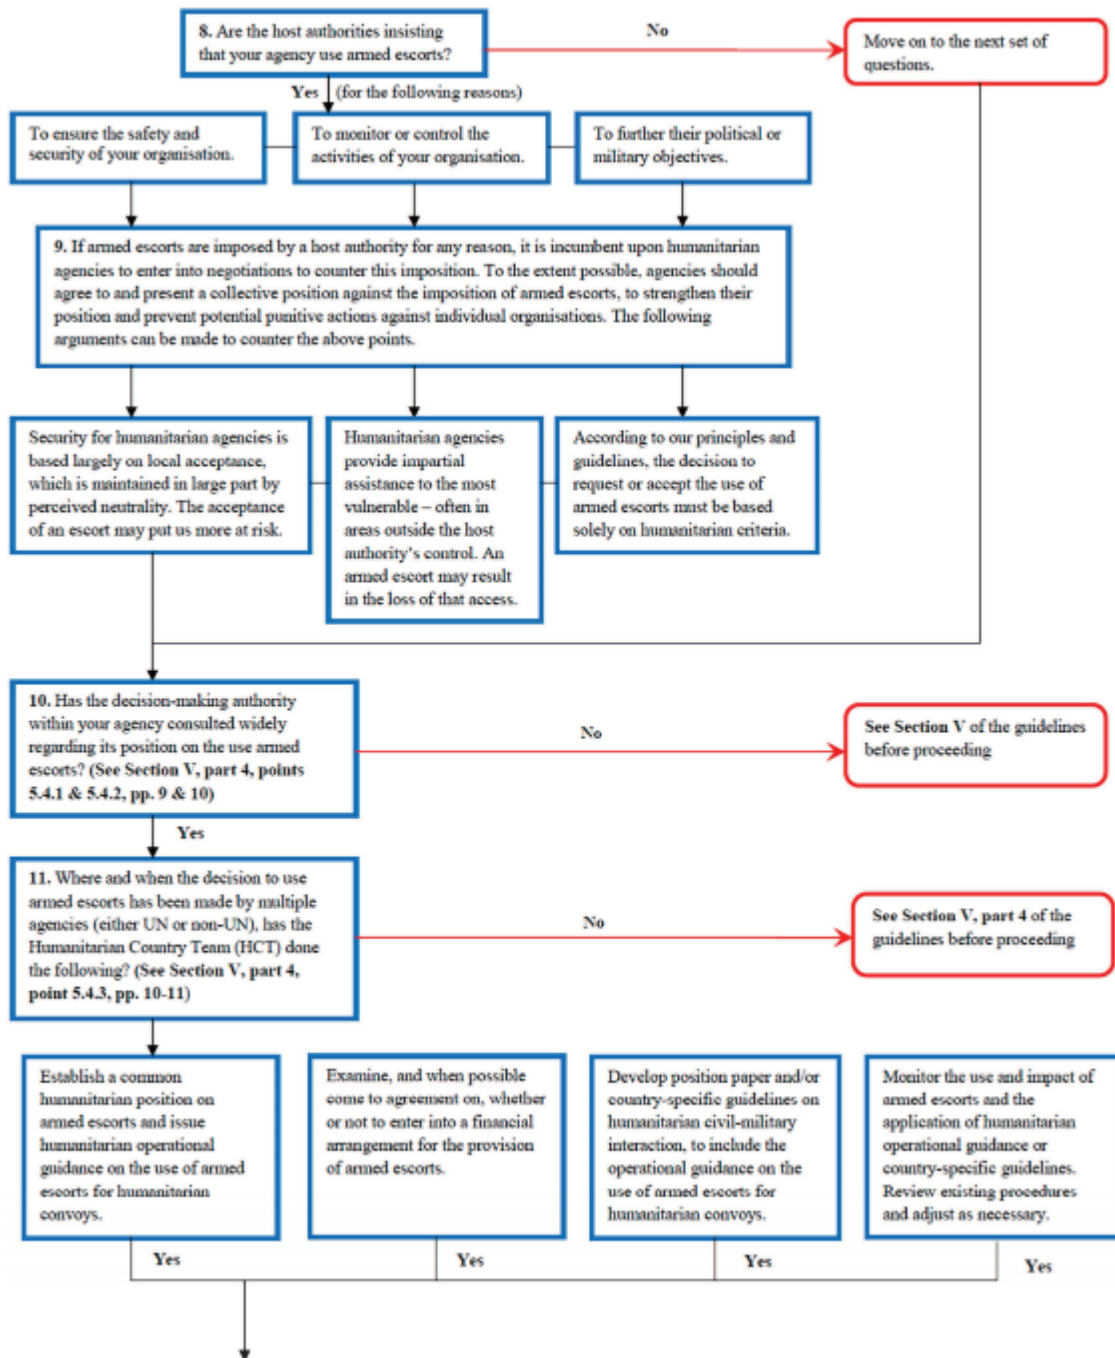 8. Are the host authorities insisting
that your agency use armed escorts?
No
Move on to the next set of
questions.
Yes (for the following reasons)
To ensure the safety and
security of your organisation.
To monitor or control the
activities of your organisation.
To further their political or
military objectives.
9. If armed escorts are imposed by a host authority for any reason, it is incumbent upon humanitarian
agencies to enter into negotiations to counter this imposition. To the extent possible, agencies should
agree to and present a collective position against the imposition of armed escorts, to strengthen their
position and prevent potential punitive actions against individual organisations. The following
arguments can be made to counter the above points.
Security for humanitarian agencies is
based largely on local acceptance,
which is maintained in large part by
perceived neutrality. The acceptance
of an escort may put us more at risk.
Humanitarian agencies
provide impartial
assistance to the most
vulnerable – often in
areas outside the host
authority's control. An
armed escort may result
in the loss of that access.
According to our principles and
guidelines, the decision to
request or accept the use of
armed escorts must be based
solely on humanitarian criteria.
10. Has the decision-making authority
within your agency consulted widely
regarding its position on the use armed
escorts? (See Section V, part 4, points
5.4.1 & 5.4.2, pp. 9 & 10)
No
See Section V of the guidelines
before proceeding
Yes
11. Where and when the decision to use
armed escorts has been made by multiple
agencies (either UN or non-UN), has the
Humanitarian Country Team (HCT) done
the following? (See Section V, part 4,
point 5.4.3, pp. 10-11)
No
See Section V, part 4 of the
guidelines before proceeding
Establish a common
humanitarian position on
armed escorts and issue
humanitarian operational
guidance on the use of armed
escorts for humanitarian
convoys.
Examine, and when possible
come to agreement on, whether
or not to enter into a financial
arrangement for the provision
of armed escorts.
Develop position paper and/or
country-specific guidelines on
humanitarian civil-military
interaction, to include the
operational guidance on the
use of armed escorts for
humanitarian convoys.
Monitor the use and impact of
armed escorts and the
application of humanitarian
operational guidance or
country-specific guidelines.
Review existing procedures
and adjust as necessary.
Yes
Yes
Yes
Yes